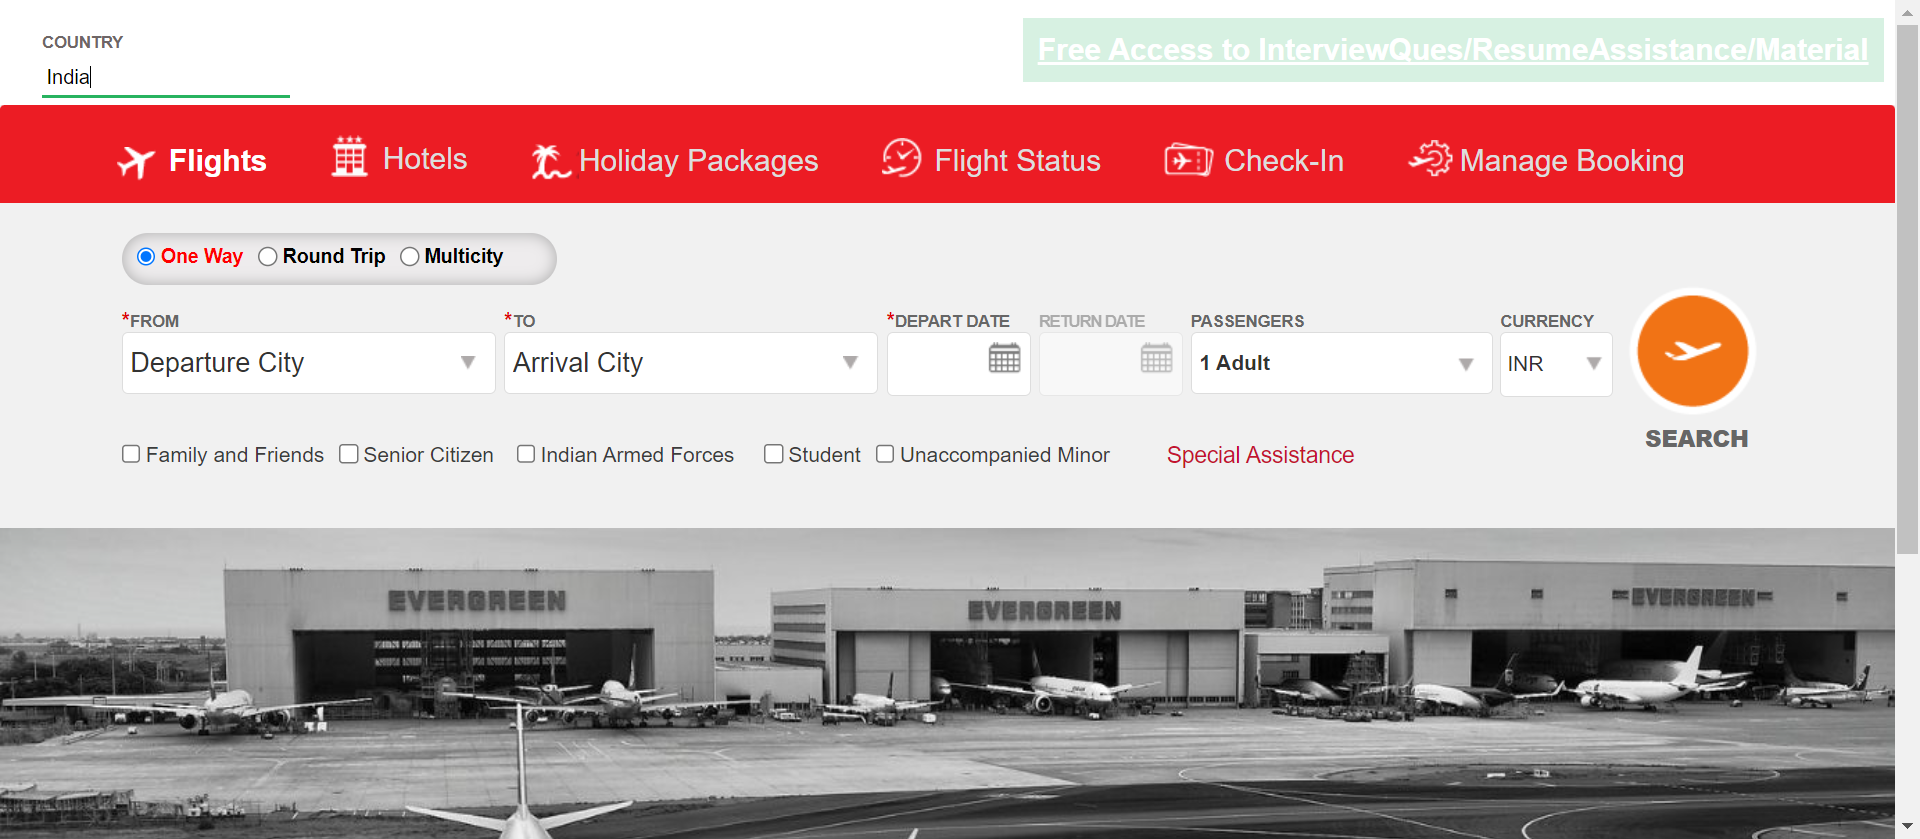 COUNTRY
India
Free Access to InterviewQues/ResumeAssistance/Material
Flights Hotels Holiday Packages Flight Status Check-In Manage Booking
One Way Round Trip Multicity
*FROM *TO *DEPART DATE RETURN DATE PASSENGERS CURRENCY
Departure City Arrival City 1 Adult INR
SEARCH
Family and Friends Senior Citizen Indian Armed Forces Student Unaccompanied Minor Special Assistance
EVERGREEN EVERGREEN EVERGREEN